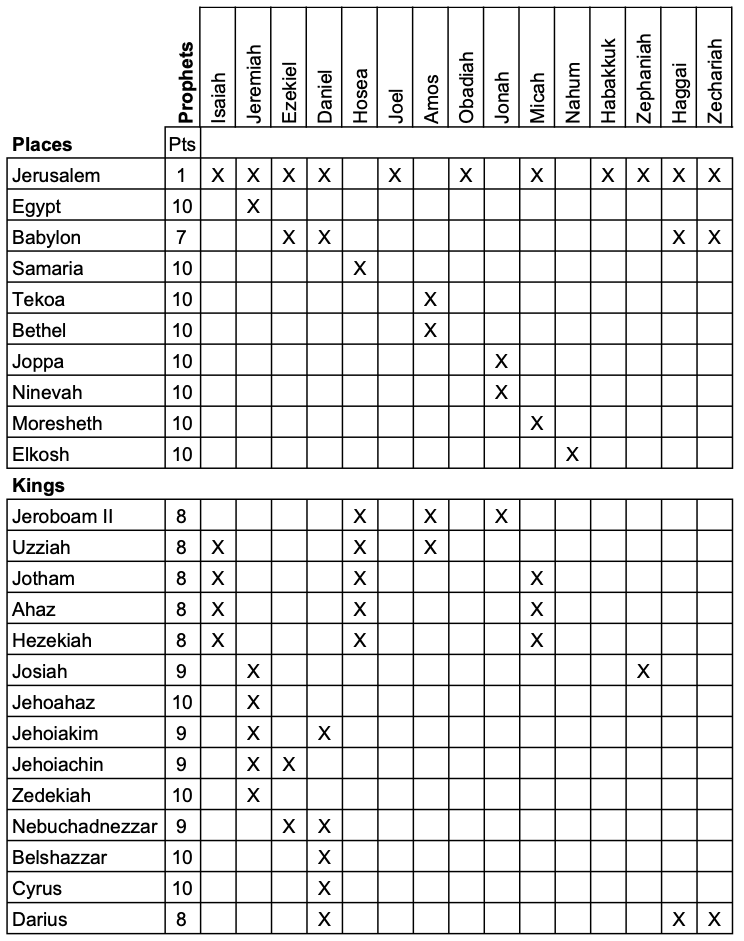 Prophets Isaiah Jeremiah Ezekiel Daniel Hosea Joel Amos Obadiah Jonah Micah Nahum Habakkuk Zephaniah Haggai Zechariah
Places Pts
Jerusalem 1 X X X X X X X X X X X
Egypt 10 X
Babylon 7 X X X X
Samaria 10 X
Tekoa 10 X
Bethel 10 X
Joppa 10 X
Ninevah 10 X
Moresheth 10 X
Elkosh 10 X
Kings
Jeroboam II 8 X X X
Uzziah 8 X X X
Jotham 8 X X X
Ahaz 8 X X X
Hezekiah 8 X X X
Josiah 9 X X
Jehoahaz 10 X
Jehoiakim 9 X X
Jehoiachin 9 X X
Zedekiah 10 X
Nebuchadnezzar 9 X X
Belshazzar 10 X
Cyrus 10 X
Darius 8 X X X